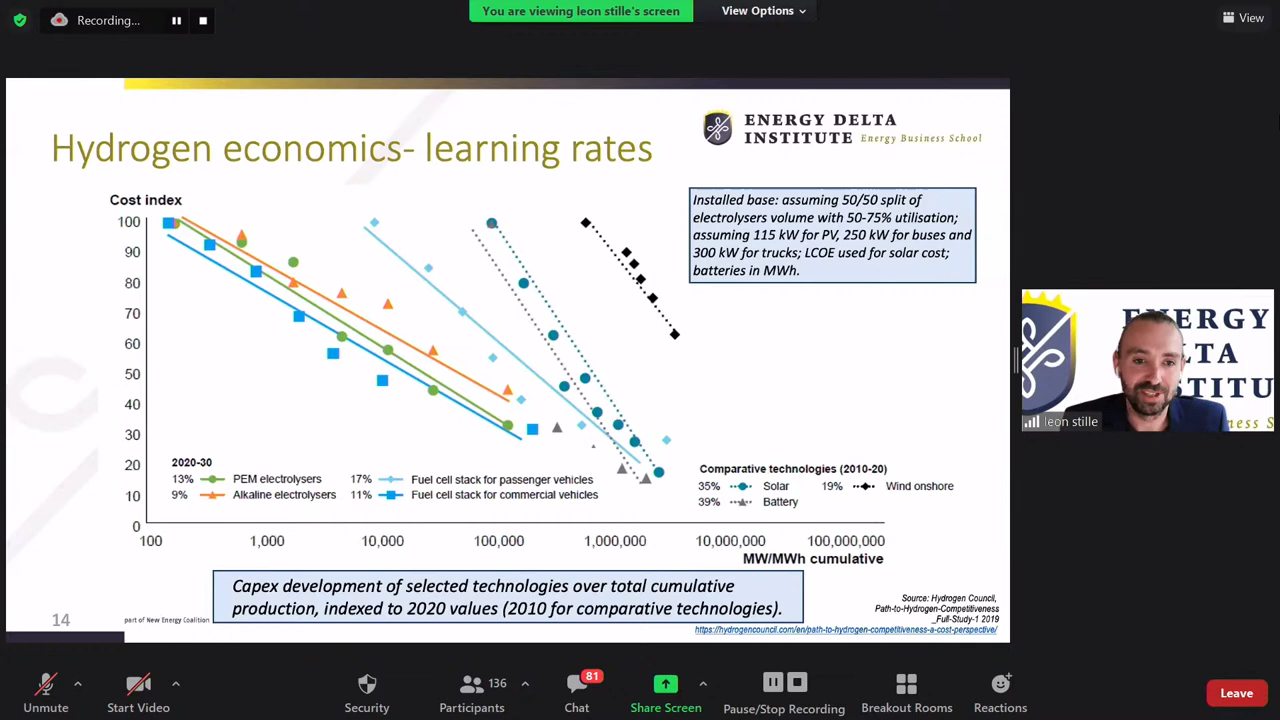 Recording...
You are viewing leon stille's screen
View Options
View
Hydrogen economics- learning rates
ENERGY DELTA
INSTITUTE Energy Business School
Cost index
100
90
80
70
60
50
40
30
20
10
0
100
1,000
10,000
100,000
1,000,000
10,000,000
100,000,000
MW/MWh cumulative
Installed base: assuming 50/50 split of
electrolysers volume with 50-75% utilisation;
assuming 115 kW for PV, 250 kW for buses and
300 kW for trucks; LCOE used for solar cost;
batteries in MWh.
2020-30
13% PEM electrolysers
9% Alkaline electrolysers
17% Fuel cell stack for passenger vehicles
11% Fuel cell stack for commercial vehicles
Comparative technologies (2010-20)
35% Solar
19% Wind onshore
39% Battery
Capex development of selected technologies over total cumulative
production, indexed to 2020 values (2010 for comparative technologies).
14
part of New Energy Coalition
Source: Hydrogen Council,
Path-to-Hydrogen-Competitiveness
_Full-Study-1 2019
https://hydrogencouncil.com/en/path-to-hydrogen-competitiveness-a-cost-perspective/
ENERGY
leon stille
Unmute
Start Video
Security
136
Participants
81
Chat
Share Screen
Pause/Stop Recording
Breakout Rooms
Reactions
Leave